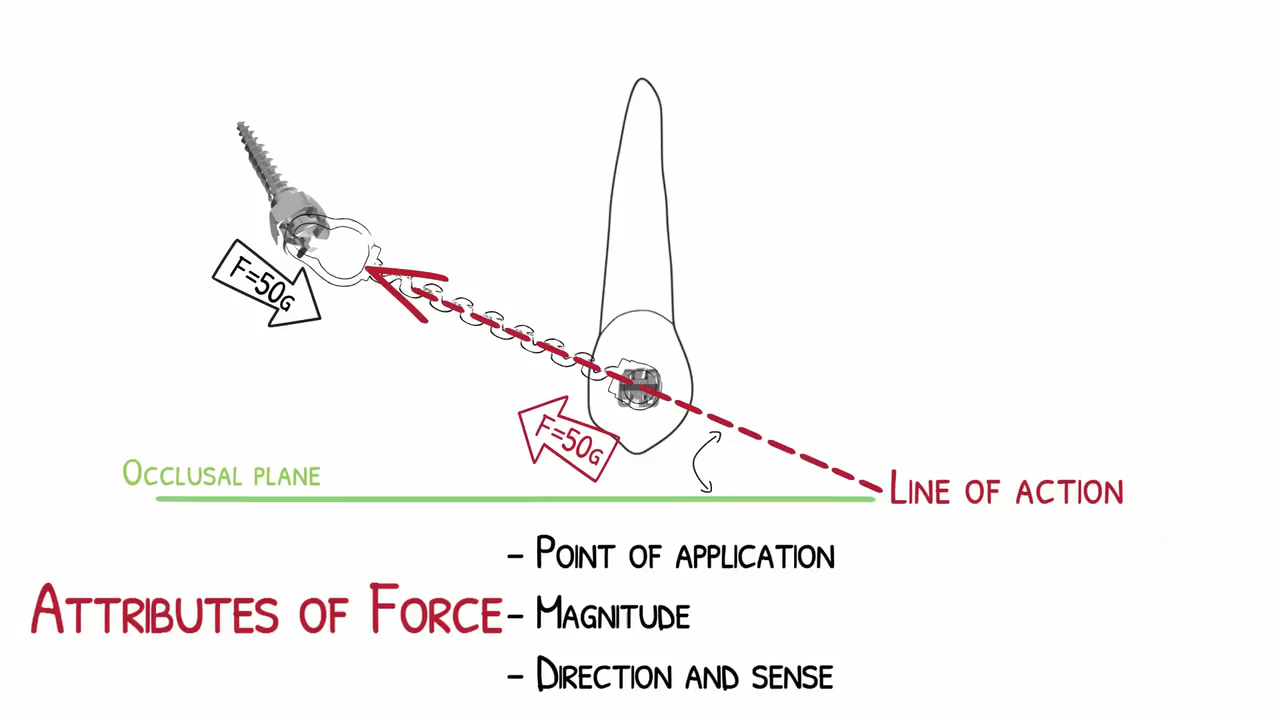 F=50G
F=50G
OCCLUSAL PLANE
LINE OF ACTION
- POINT OF APPLICATION
ATTRIBUTES OF FORCE - MAGNITUDE
- DIRECTION AND SENSE